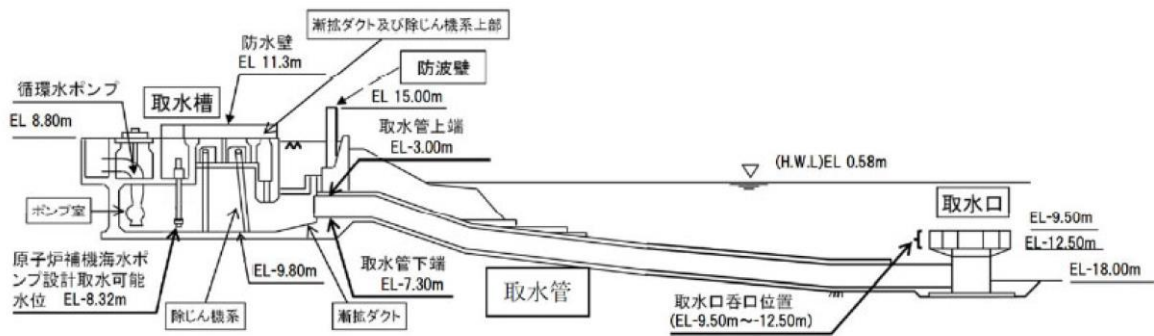 漸拡ダクト及び除じん機系上部
防水壁
EL 11.3m
防波壁
循環水ポンプ
取水槽
EL 15.00m
EL 8.80m
取水管上端
EL-3.00m
(H.W.L)EL 0.58m
取水口
ポンプ室
EL-9.50m
EL-12.50m
原子炉補機海水ポ
ンプ設計取水可能
水位 EL-8.32m
EL-9.80m
取水管下端
EL-7.30m
EL-18.00m
取水管
取水口呑口位置
(EL-9.50m～-12.50m)
除じん機系
漸拡ダクト